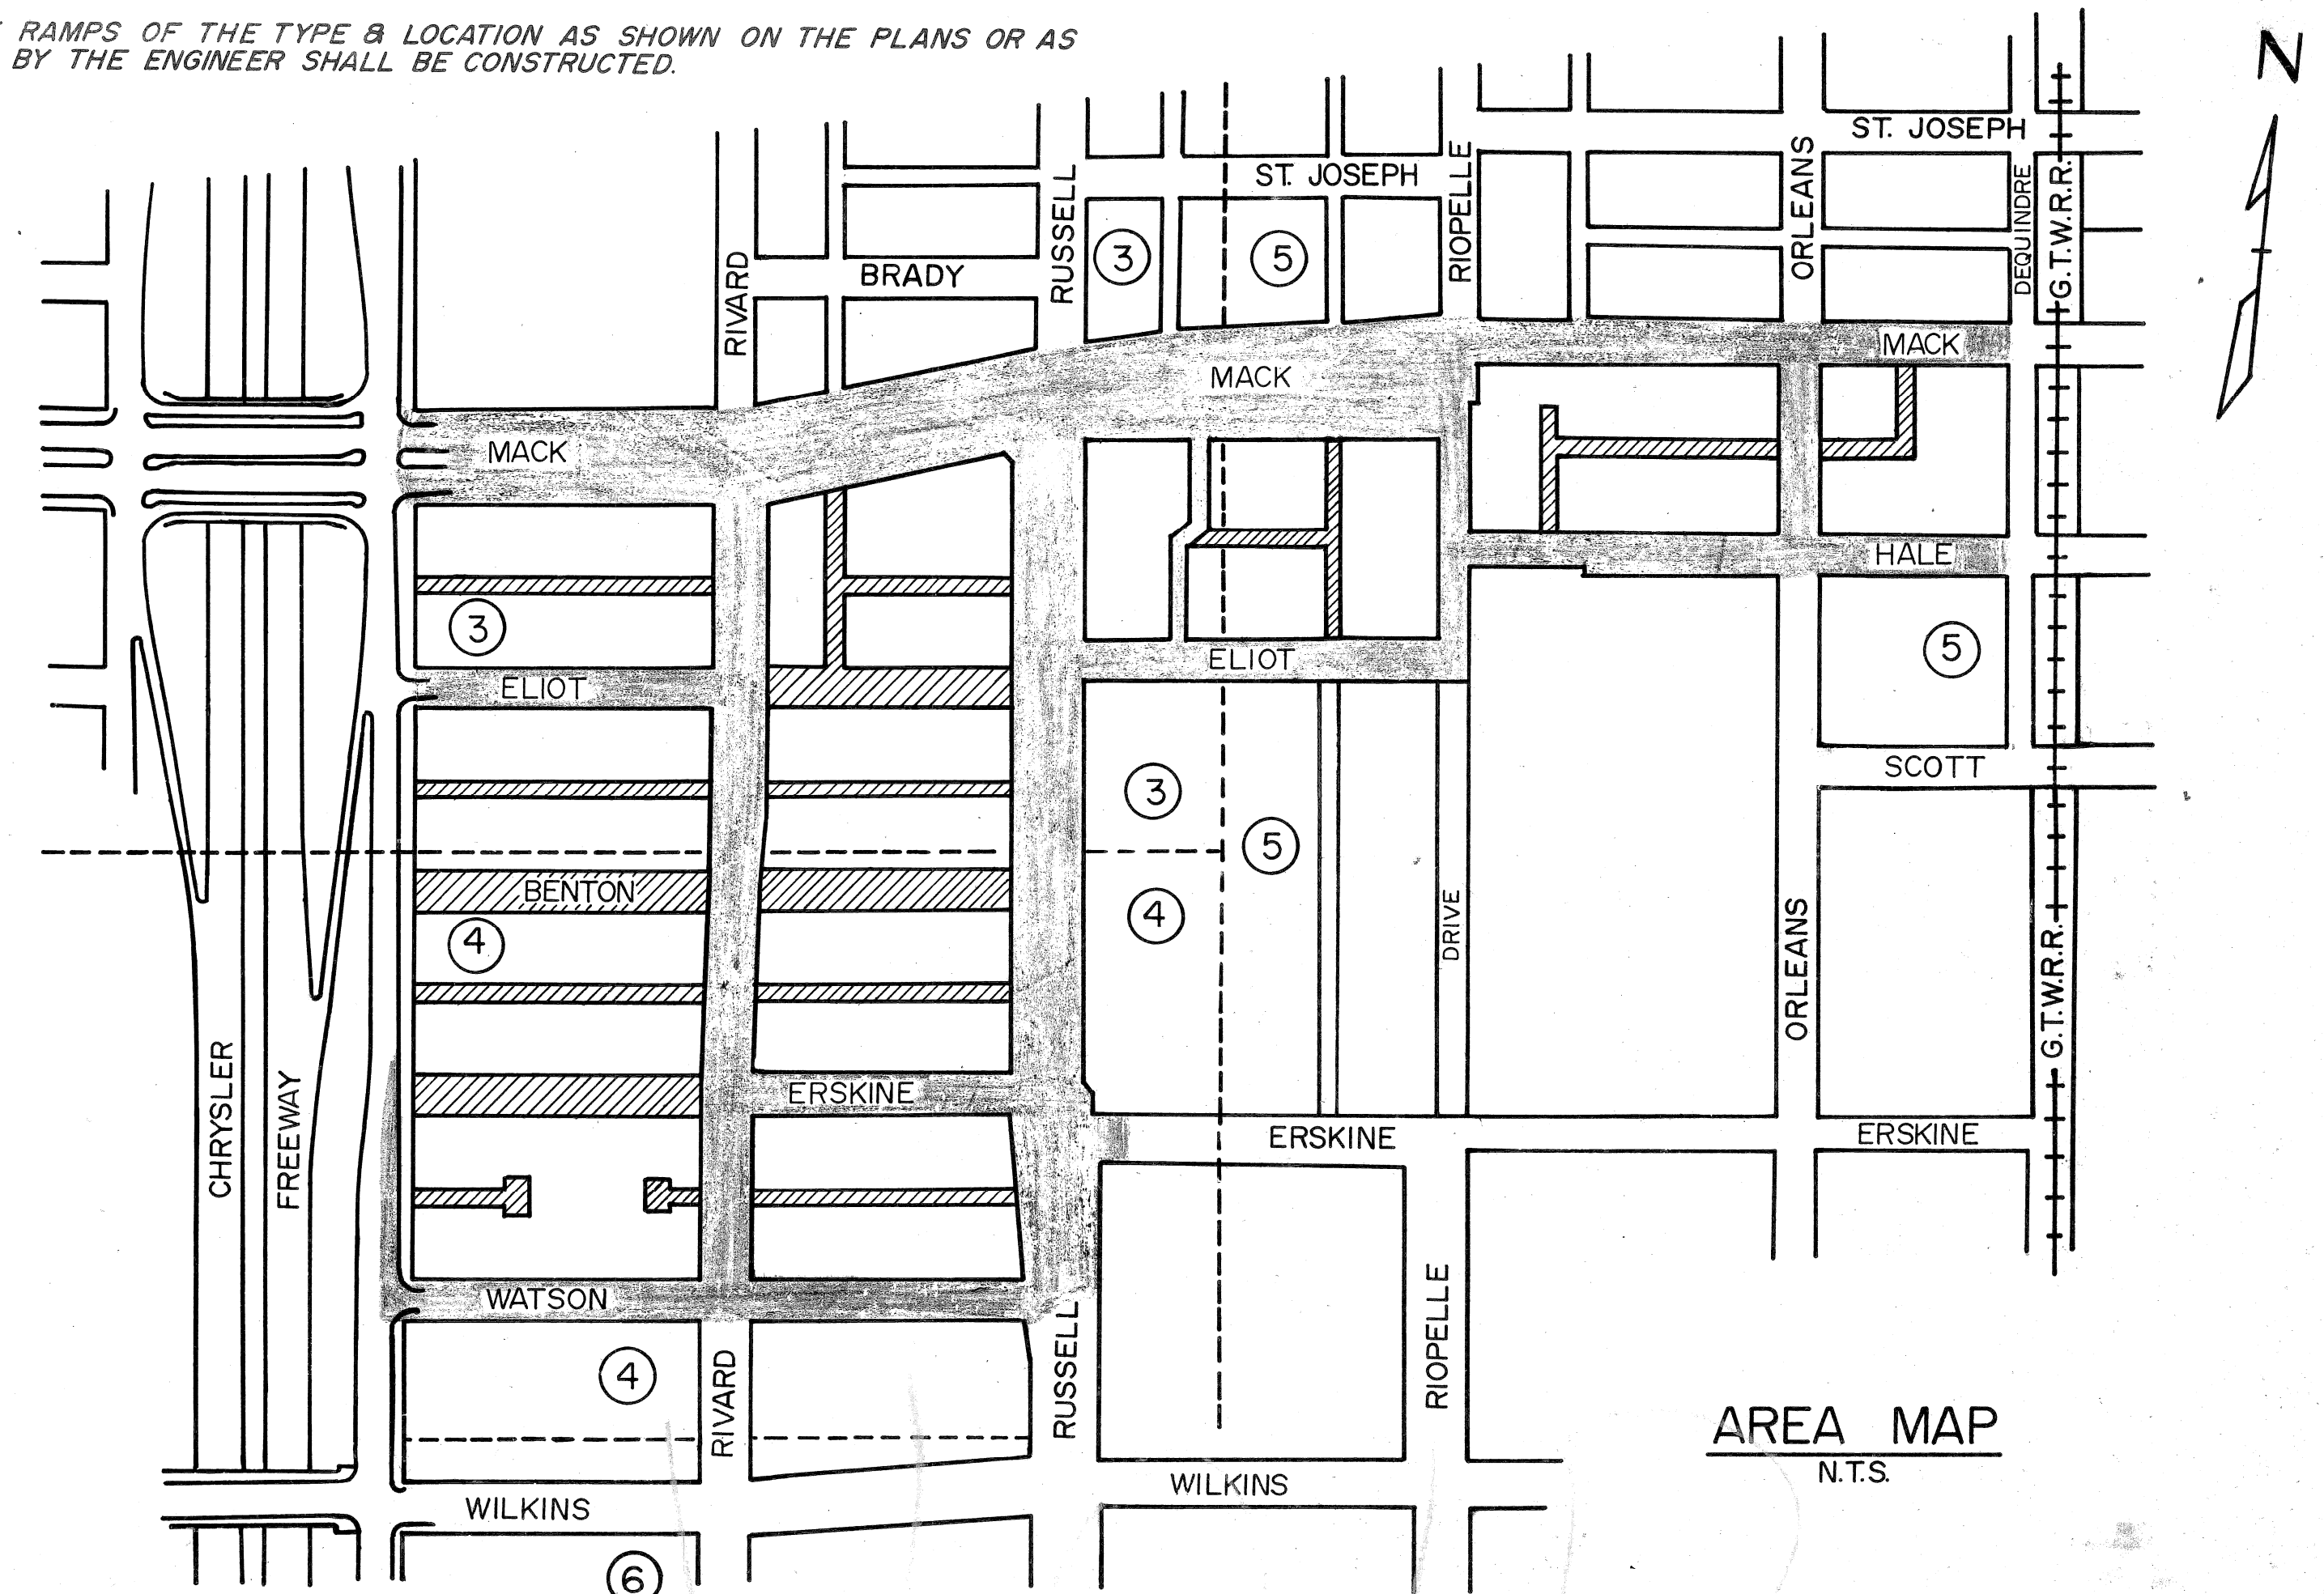 RAMPS OF THE TYPE & LOCATION AS SHOWN ON THE PLANS OR AS
BY THE ENGINEER SHALL BE CONSTRUCTED.
N
ST. JOSEPH
ST. JOSEPH
RIVARD
BRADY
RUSSELL
3
5
RIOPELLE
ORLEANS
DEQUINDRE
G.T.W.R.R.
MACK
MACK
MACK
HALE
3
ELIOT
ELIOT
5
SCOTT
3
5
BENTON
4
4
DRIVE
ORLEANS
G.T.W.R.R.
CHRYSLER
FREEWAY
ERSKINE
ERSKINE
ERSKINE
WATSON
4
RIVARD
RUSSELL
RIOPELLE
AREA MAP
N.T.S.
WILKINS
WILKINS
6